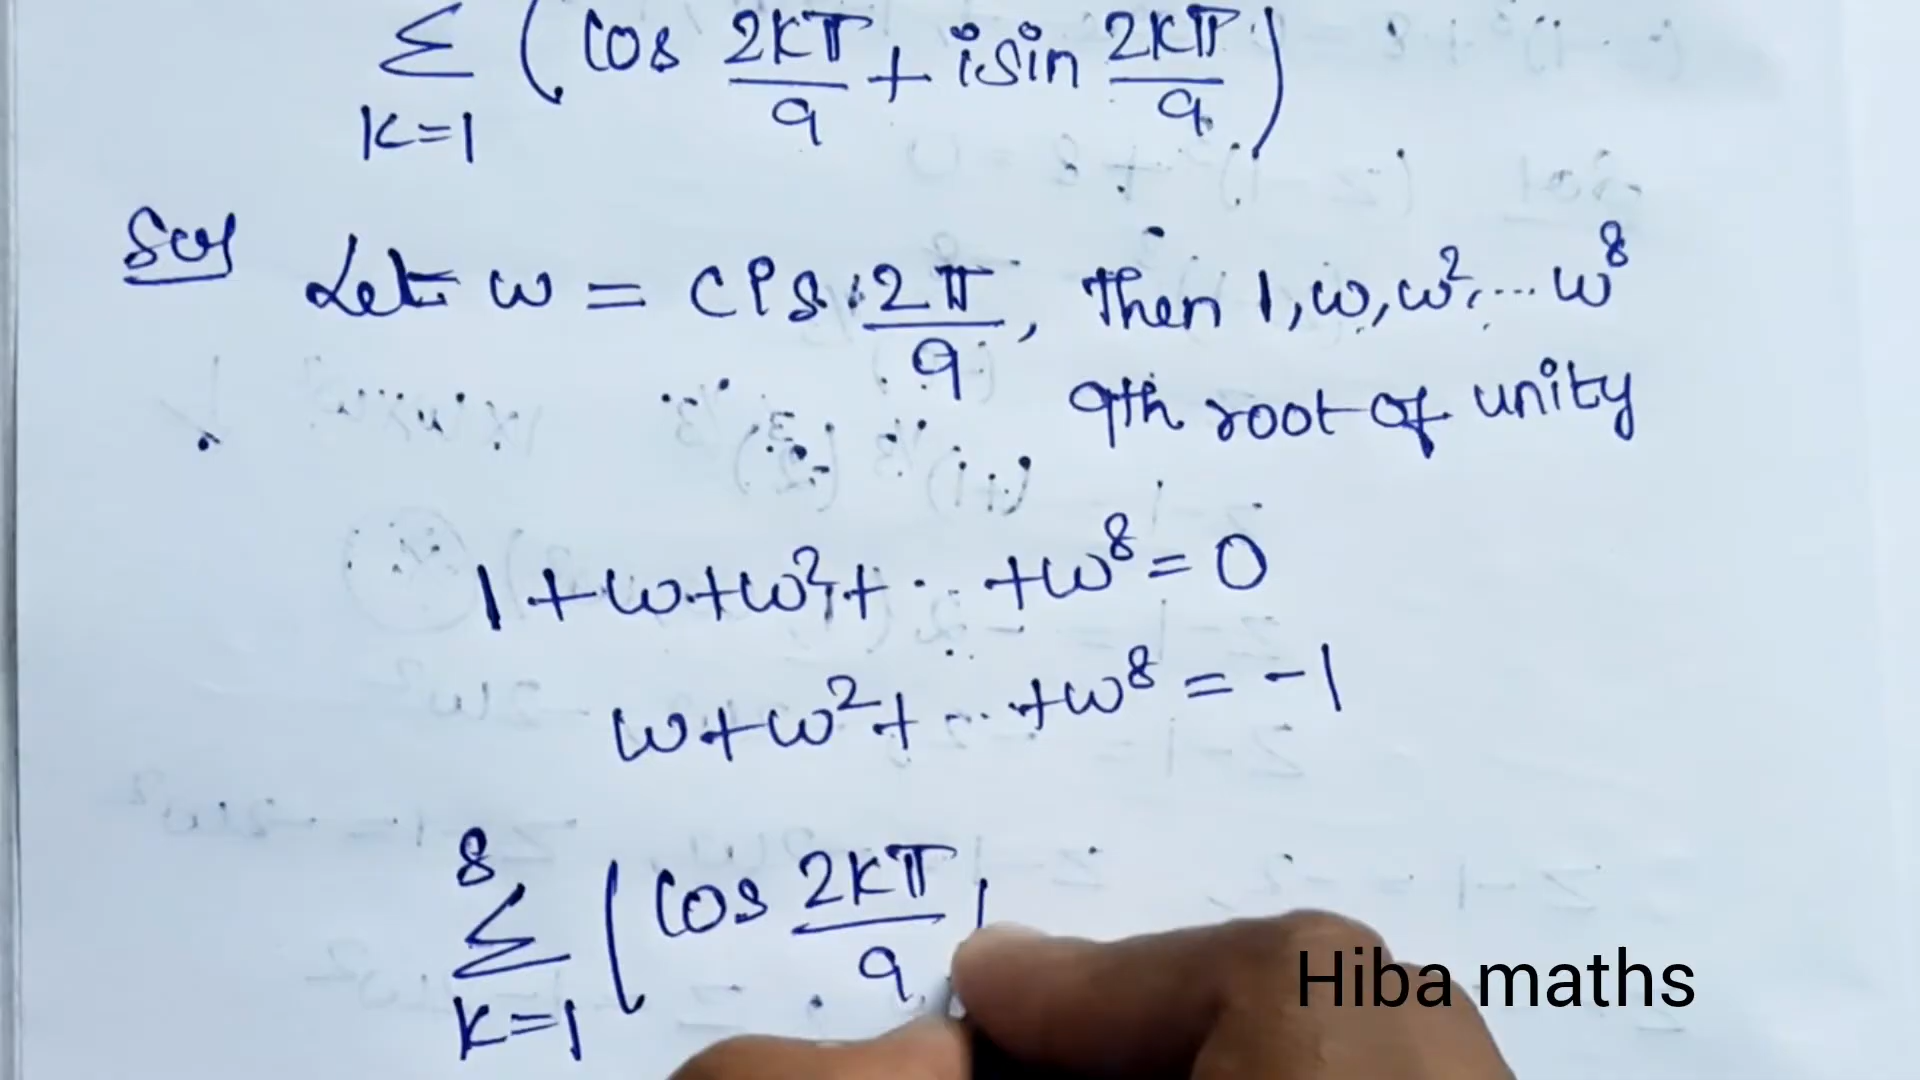 Σ ( Cos 2kπ/9 + isin 2kπ/9 )
k=1
Sol Let ω = cis 2π/9, Then 1, ω, ω², ... ω⁸
9th root of unity
1 + ω + ω² + ... + ω⁸ = 0
ω + ω² + ... + ω⁸ = -1
8
Σ ( Cos 2kπ/9
k=1
Hiba maths